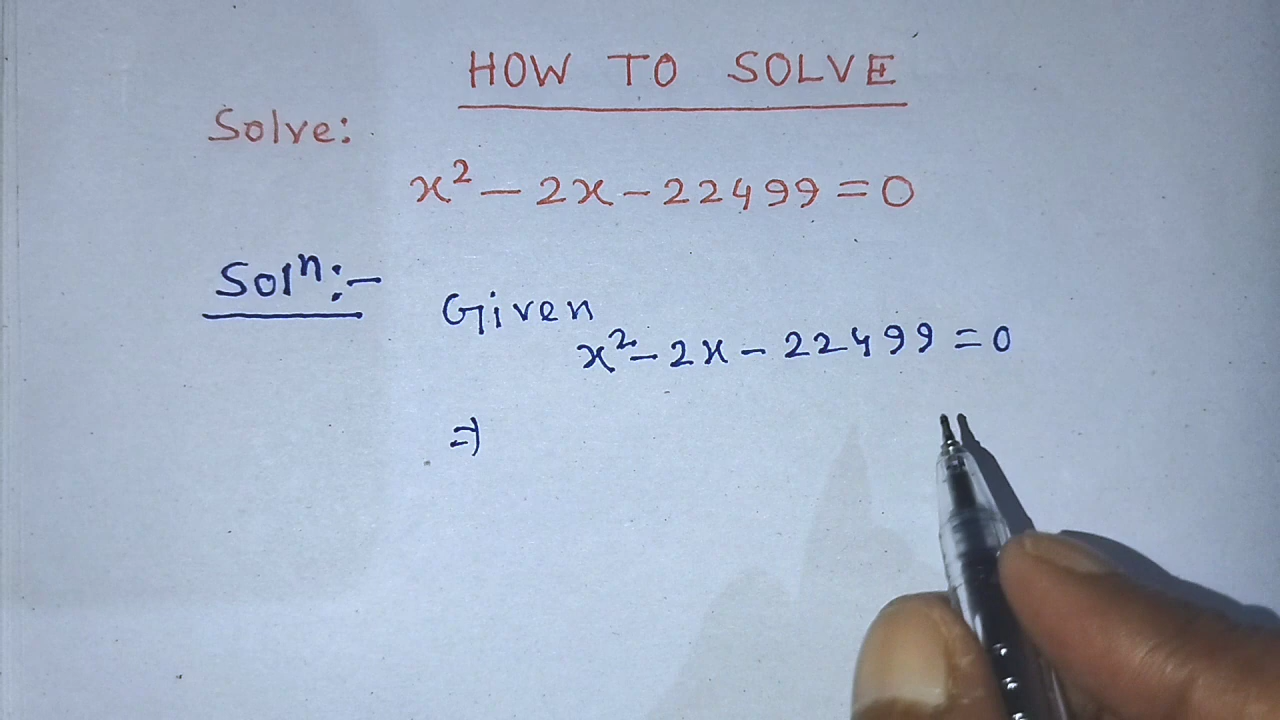 HOW TO SOLVE
Solve:
x² - 2x - 22499 = 0
Solⁿ:-
Given
x² - 2x - 22499 = 0
⇒